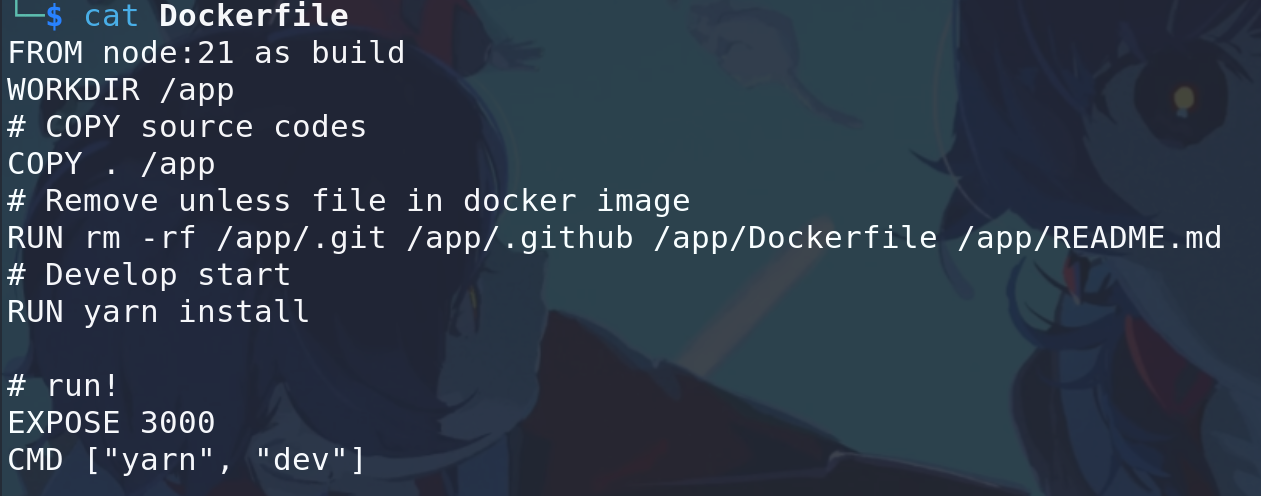 └─$ cat Dockerfile
FROM node:21 as build
WORKDIR /app
# COPY source codes
COPY . /app
# Remove unless file in docker image
RUN rm -rf /app/.git /app/.github /app/Dockerfile /app/README.md
# Develop start
RUN yarn install

# run!
EXPOSE 3000
CMD ["yarn", "dev"]